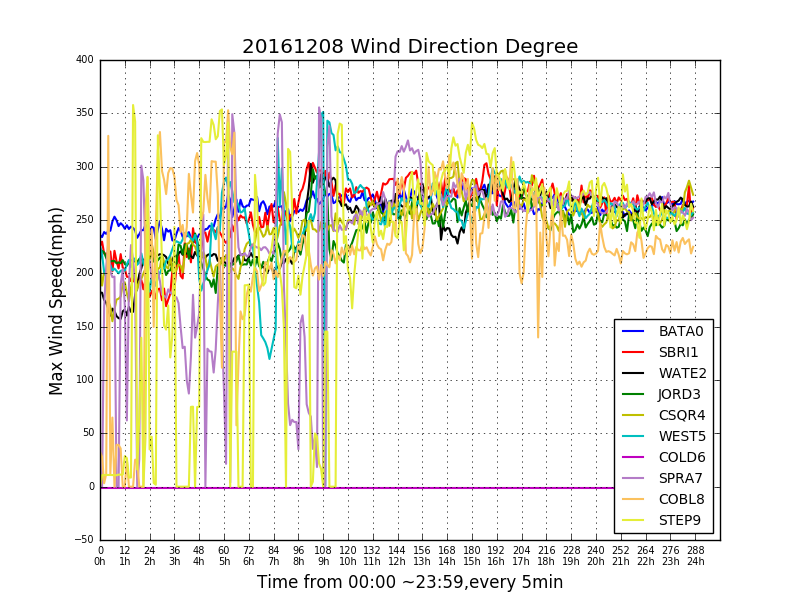 20161208 Wind Direction Degree
Max Wind Speed(mph)
400
350
300
250
200
150
100
50
0
−50
BATA0
SBRI1
WATE2
JORD3
CSQR4
WEST5
COLD6
SPRA7
COBL8
STEP9
0 12 24 36 48 60 72 84 96 108 120 132 144 156 168 180 192 204 216 228 240 252 264 276 288
0h 1h 2h 3h 4h 5h 6h 7h 8h 9h 10h 11h 12h 13h 14h 15h 16h 17h 18h 19h 20h 21h 22h 23h 24h
Time from 00:00 ~23:59,every 5min